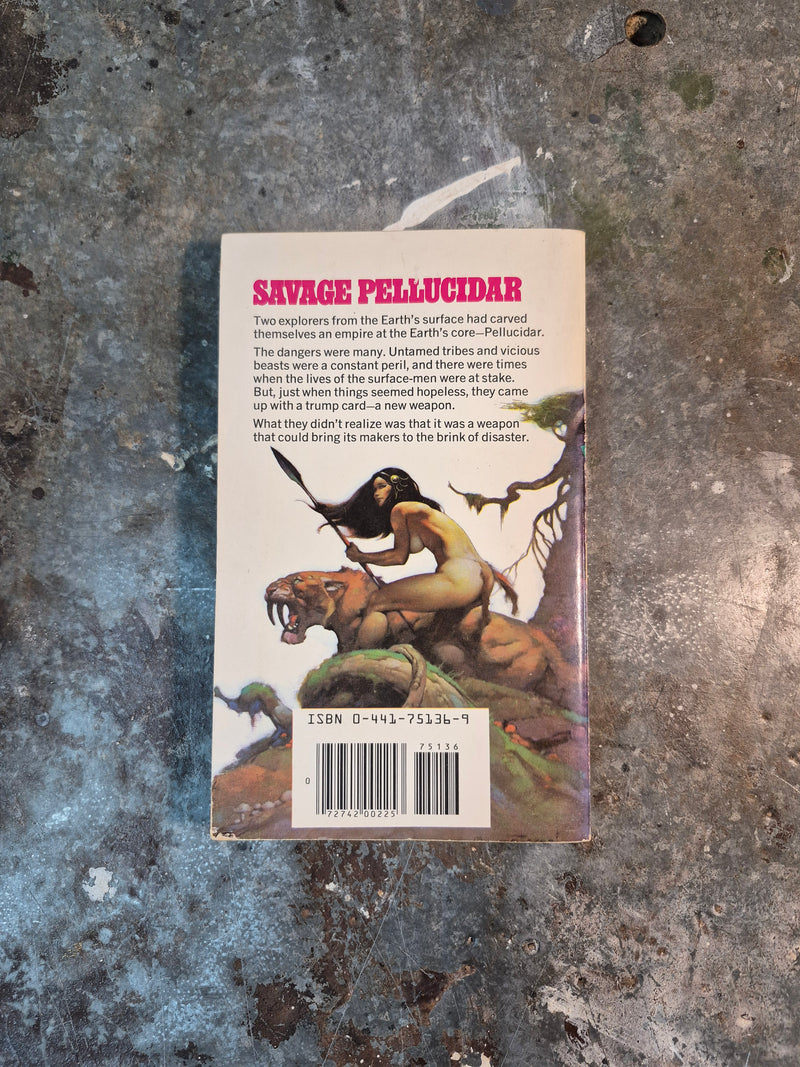 SAVAGE PELLUCIDAR
Two explorers from the Earth's surface had carved
themselves an empire at the Earth's core—Pellucidar.
The dangers were many. Untamed tribes and vicious
beasts were a constant peril, and there were times
when the lives of the surface-men were at stake.
But, just when things seemed hopeless, they came
up with a trump card—a new weapon.
What they didn't realize was that it was a weapon
that could bring its makers to the brink of disaster.
ISBN 0-441-75136-9
75136
0
72742 00225